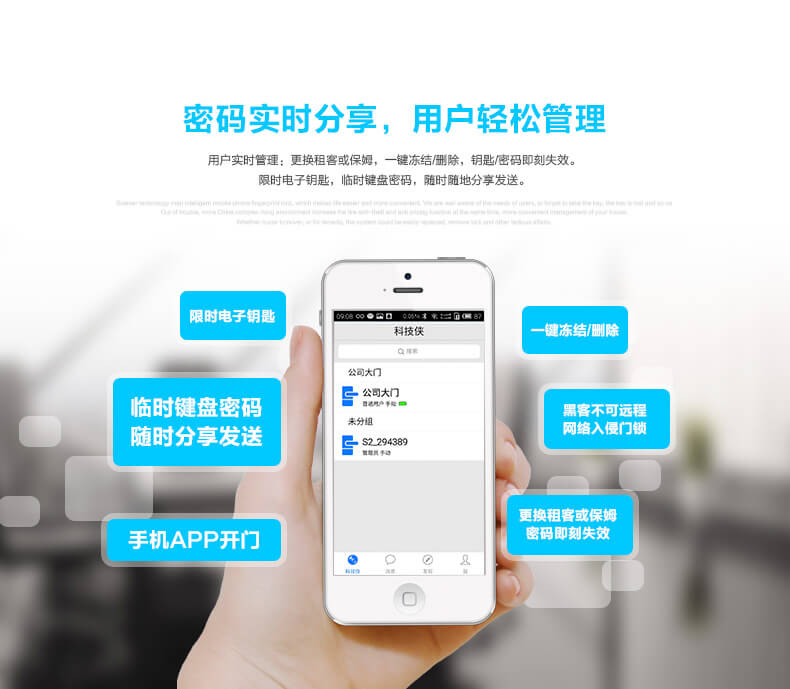 密码实时分享，用户轻松管理
用户实时管理：更换租客或保姆，一键冻结/删除，钥匙/密码即刻失效。
限时电子钥匙，临时键盘密码，随时随地分享发送。
限时电子钥匙
临时键盘密码
随时分享发送
手机APP开门
09:08
87
科技侠
搜索
公司大门
公司大门
普通用户 手动
未分组
S2_294389
管理员 手动
科技侠
消息
发现
我
一键冻结/删除
黑客不可远程
网络入侵门锁
更换租客或保姆
密码即刻失效